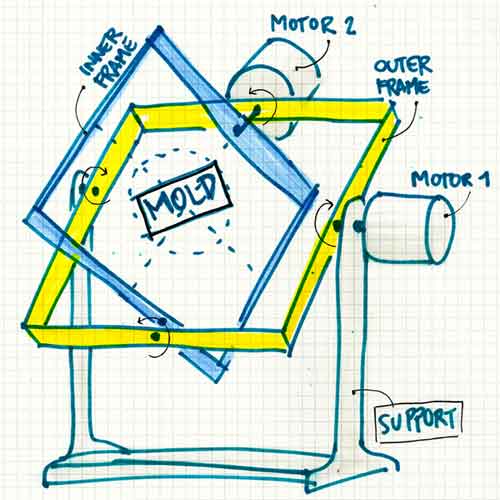 MOTOR 2
INNER
FRAME
OUTER
FRAME
MOTOR 1
MOLD
SUPPORT